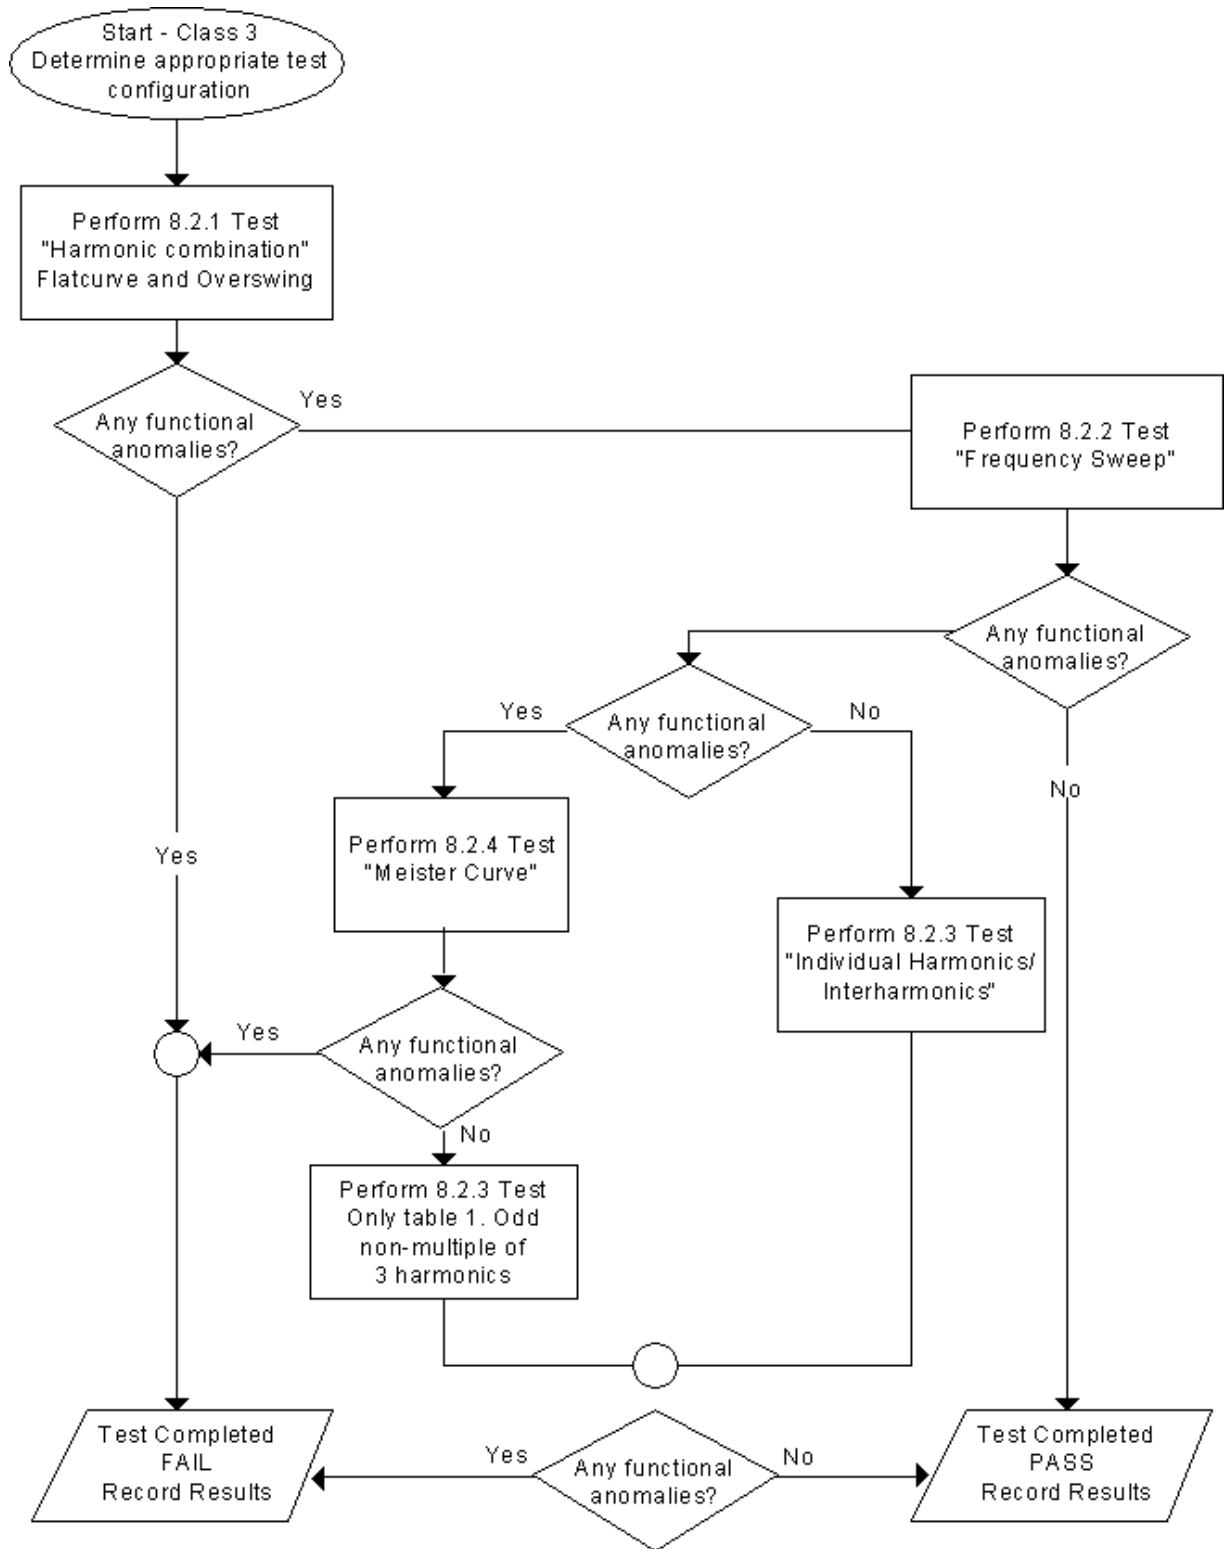 Start - Class 3
Determine appropriate test
configuration
Perform 8.2.1 Test
"Harmonic combination"
Flatcurve and Overswing
Any functional
anomalies?
Yes
Perform 8.2.2 Test
"Frequency Sweep"
Any functional
anomalies?
Yes
Any functional
anomalies?
No
No
Perform 8.2.4 Test
"Meister Curve"
Yes
Perform 8.2.3 Test
"Individual Harmonics/
Interharmonics"
Yes
Any functional
anomalies?
No
Perform 8.2.3 Test
Only table 1. Odd
non-multiple of
3 harmonics
Test Completed
FAIL
Record Results
Yes
Any functional
anomalies?
No
Test Completed
PASS
Record Results